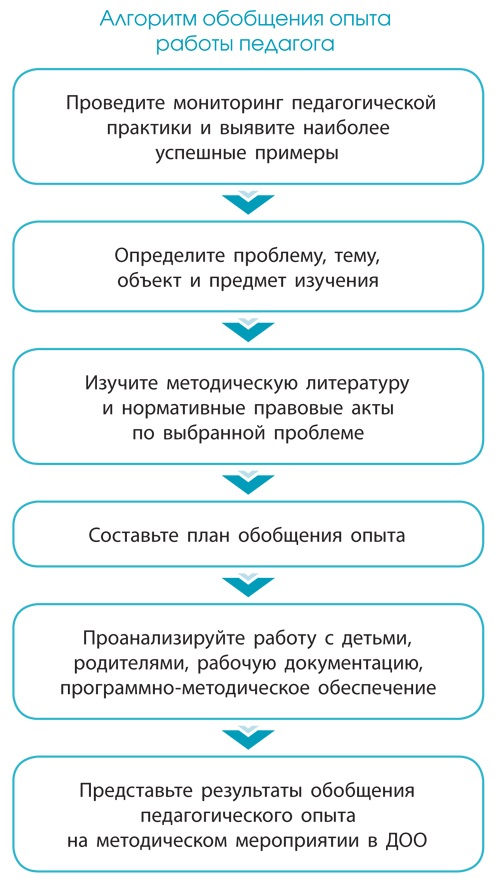 Алгоритм обобщения опыта
работы педагога
Проведите мониторинг педагогической
практики и выявите наиболее
успешные примеры
Определите проблему, тему,
объект и предмет изучения
Изучите методическую литературу
и нормативные правовые акты
по выбранной проблеме
Составьте план обобщения опыта
Проанализируйте работу с детьми,
родителями, рабочую документацию,
программно-методическое обеспечение
Представьте результаты обобщения
педагогического опыта
на методическом мероприятии в ДОО